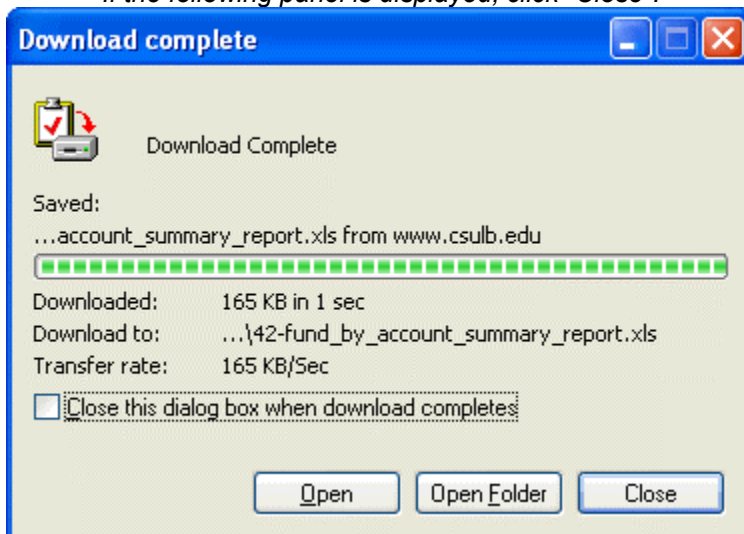 If the following panel is displayed, click "Close".
Download complete
Download Complete
Saved:
...account_summary_report.xls from www.csulb.edu
Downloaded: 165 KB in 1 sec
Download to: ...\42-fund_by_account_summary_report.xls
Transfer rate: 165 KB/Sec
Close this dialog box when download completes
Open Open Folder Close